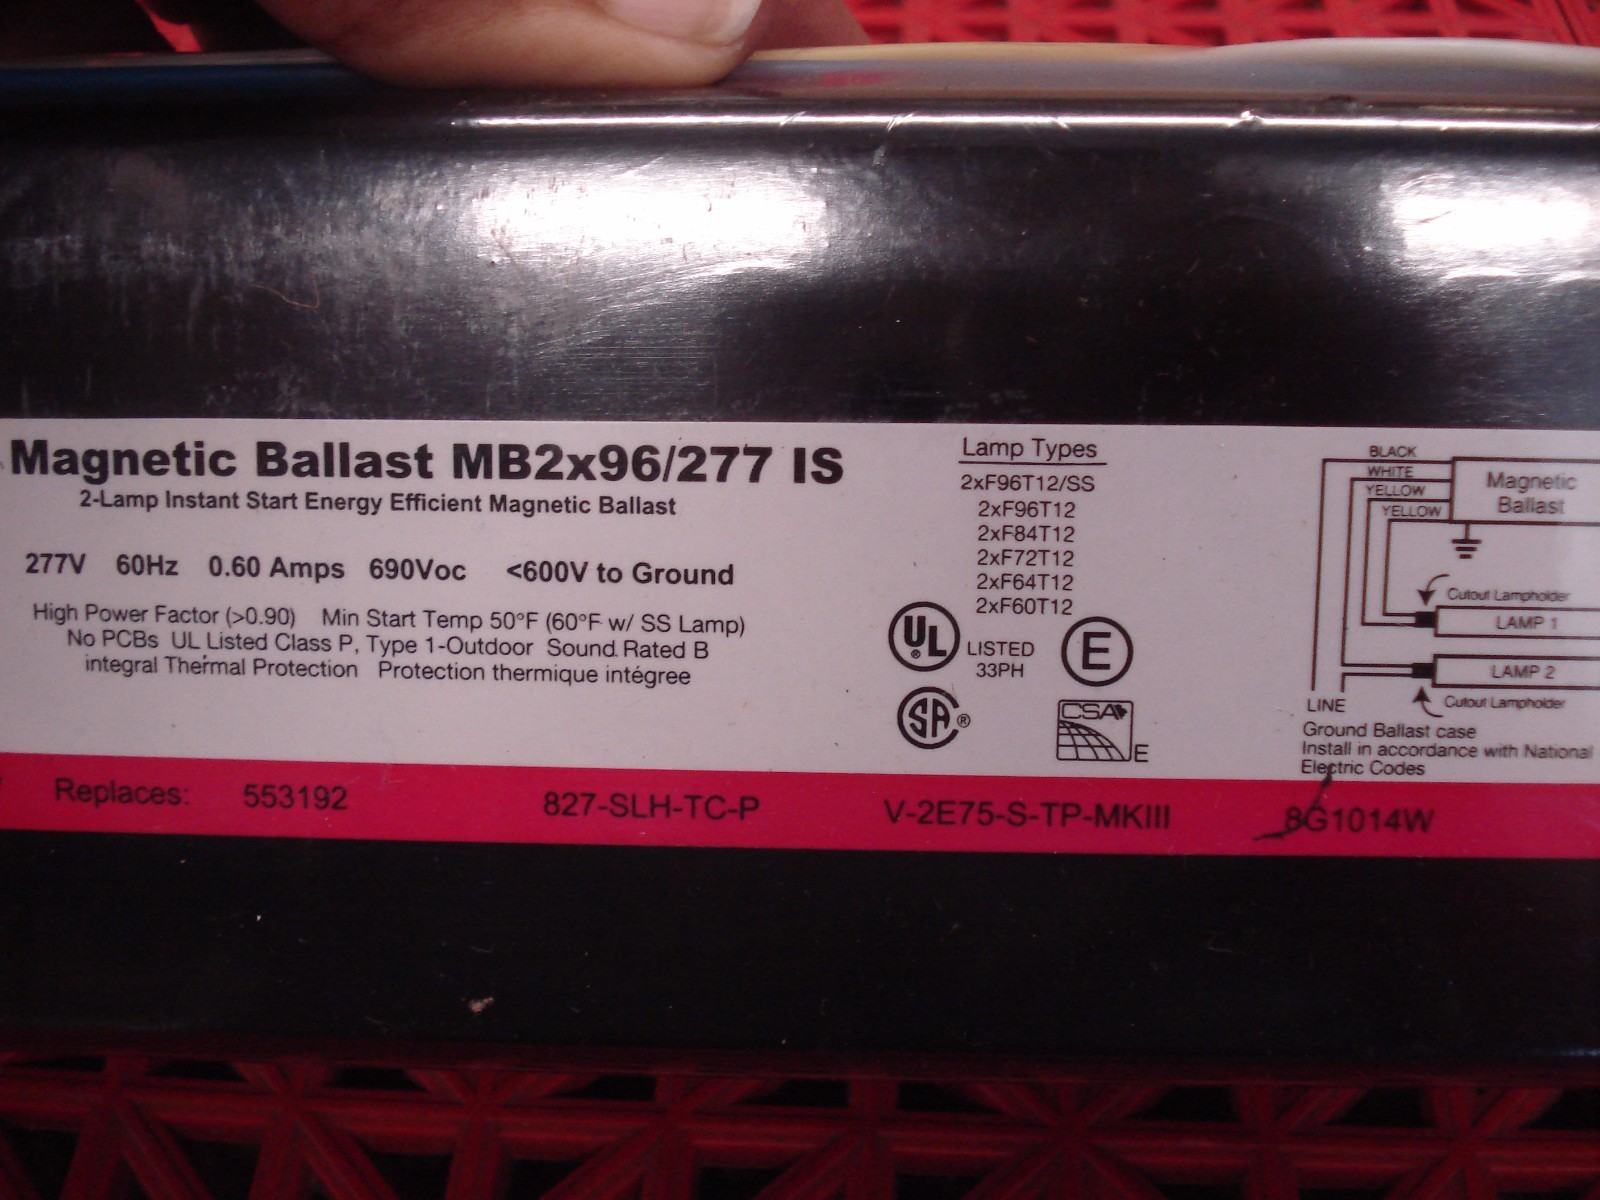 Magnetic Ballast MB2x96/277 IS
2-Lamp Instant Start Energy Efficient Magnetic Ballast
277V 60Hz 0.60 Amps 690Voc <600V to Ground
High Power Factor (>0.90) Min Start Temp 50°F (60°F w/ SS Lamp)
No PCBs UL Listed Class P, Type 1-Outdoor Sound Rated B
integral Thermal Protection Protection thermique intégree
Lamp Types
2xF96T12/SS
2xF96T12
2xF84T12
2xF72T12
2xF64T12
2xF60T12
UL ® LISTED
33PH
E
SA ®
CSA E
BLACK
WHITE
YELLOW
YELLOW
Magnetic
Ballast
Cutout Lampholder
LAMP 1
LAMP 2
LINE
Cutout Lampholder
Ground Ballast case
Install in accordance with National
Electric Codes
Replaces: 553192 827-SLH-TC-P V-2E75-S-TP-MKIII 8G1014W